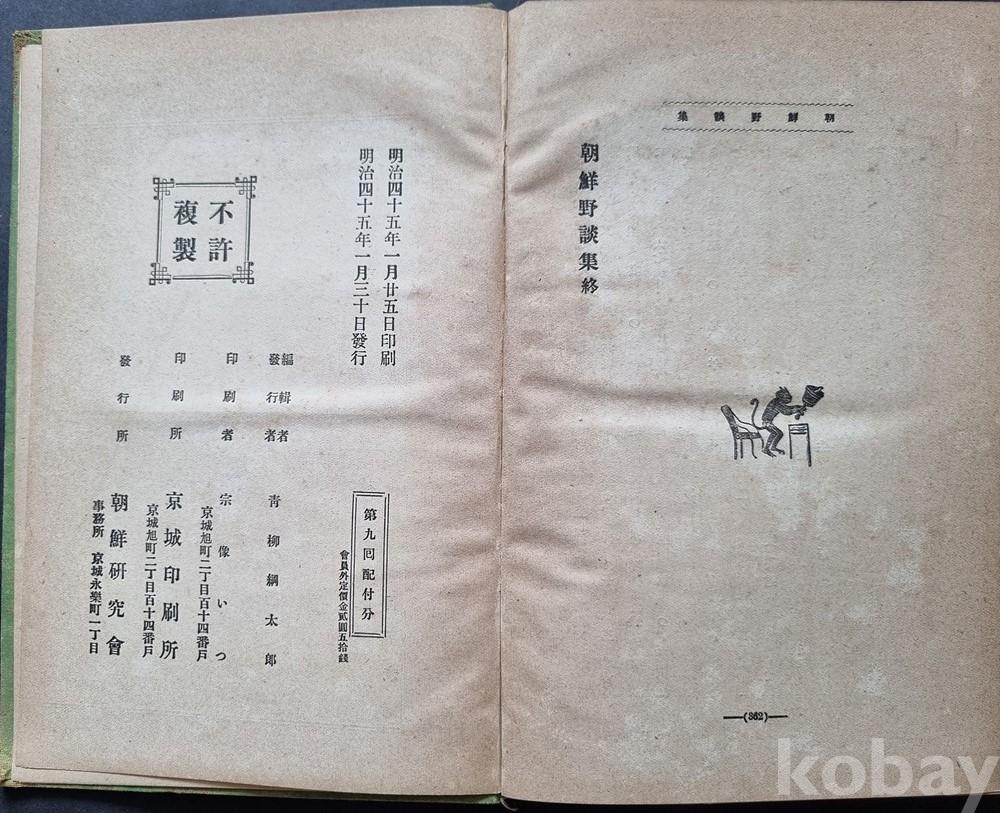 朝鮮野談集
朝鮮野談集終
(362)
明治四十五年一月廿五日印刷
明治四十五年一月三十日發行
不許
複製
第九回配付分
會員外定價金貳圓五拾錢
編輯者
發行者
靑柳綱太郎
印刷者
宗像いつ
京城旭町二丁目百十四番戶
印刷所
京城印刷所
京城旭町二丁目百十四番戶
發行所
朝鮮硏究會
事務所 京城永樂町一丁目
kobay